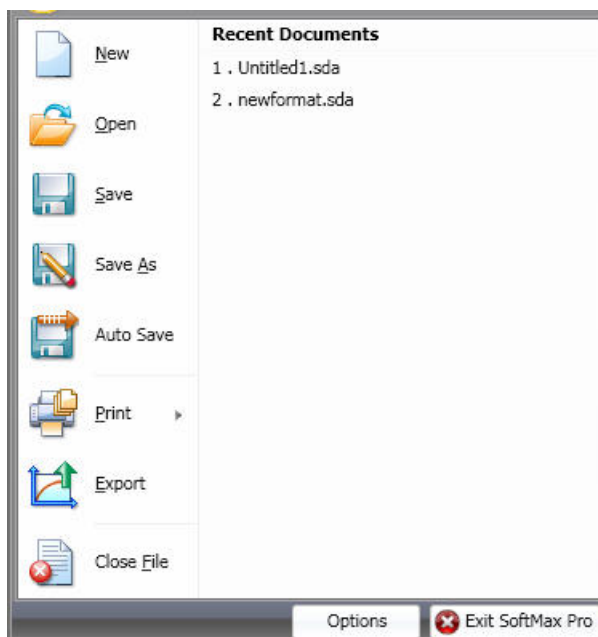 New
Open
Save
Save As
Auto Save
Print
Export
Close File
Recent Documents
1 . Untitled1.sda
2 . newformat.sda
Options
Exit SoftMax Pro